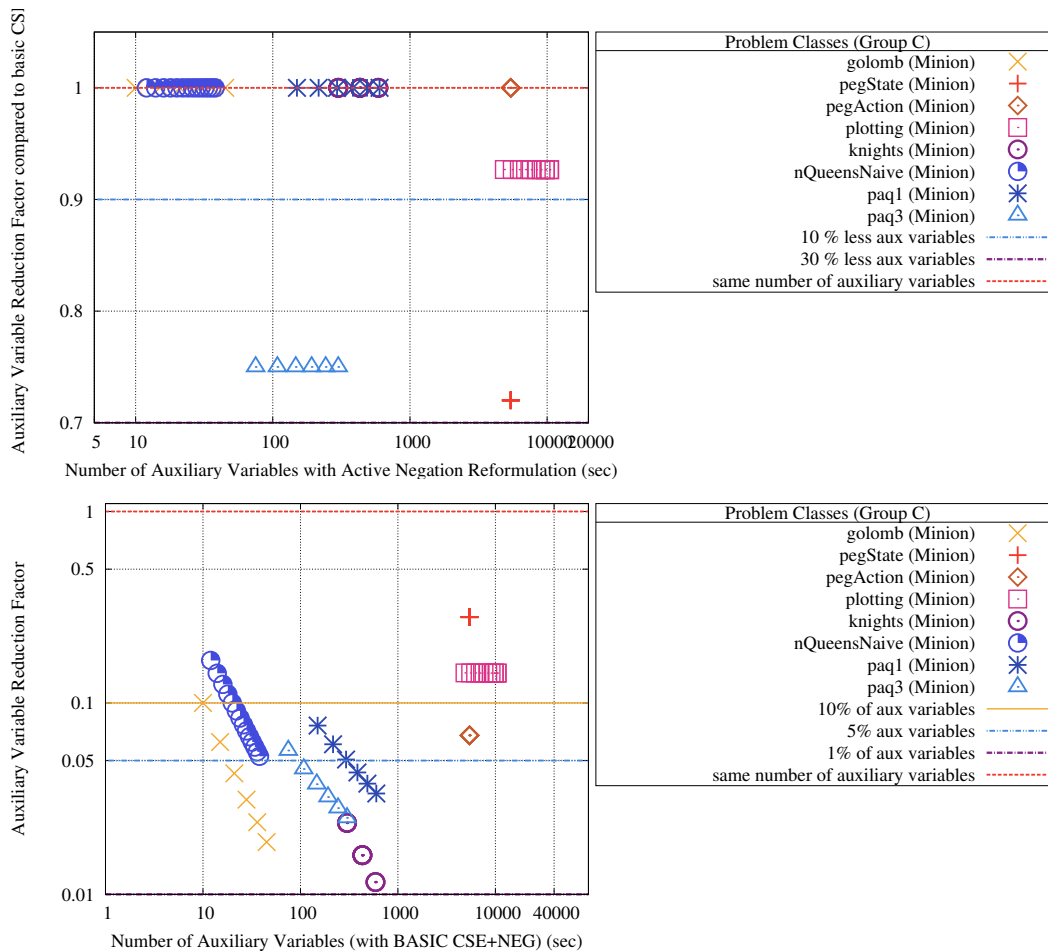 Auxiliary Variable Reduction Factor compared to basic CS
1
0.9
0.8
0.7
5 10 100 1000 10000 20000
Number of Auxiliary Variables with Active Negation Reformulation (sec)
Problem Classes (Group C)
golomb (Minion)
pegState (Minion)
pegAction (Minion)
plotting (Minion)
knights (Minion)
nQueensNaive (Minion)
paq1 (Minion)
paq3 (Minion)
10 % less aux variables
30 % less aux variables
same number of auxiliary variables
Auxiliary Variable Reduction Factor
1
0.5
0.1
0.05
0.01
1 10 100 1000 10000 40000
Number of Auxiliary Variables (with BASIC CSE+NEG) (sec)
Problem Classes (Group C)
golomb (Minion)
pegState (Minion)
pegAction (Minion)
plotting (Minion)
knights (Minion)
nQueensNaive (Minion)
paq1 (Minion)
paq3 (Minion)
10% of aux variables
5% aux variables
1% of aux variables
same number of auxiliary variables